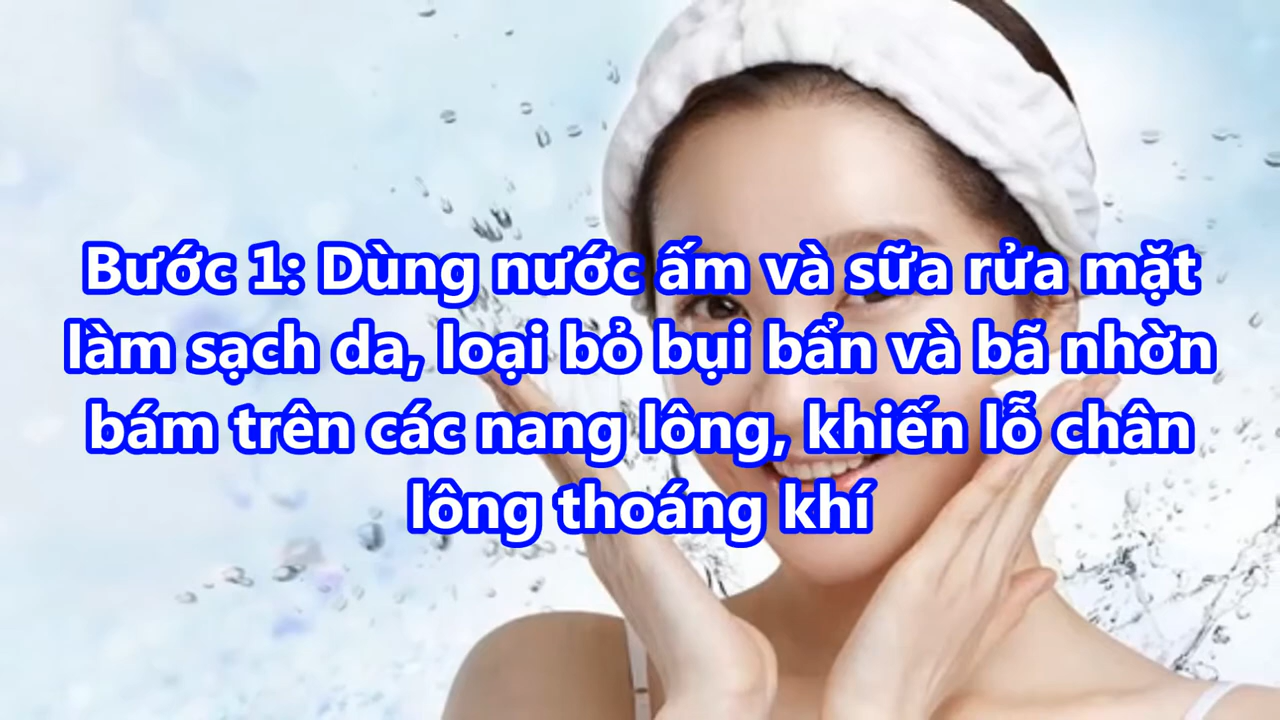 Bước 1: Dùng nước ấm và sữa rửa mặt
làm sạch da, loại bỏ bụi bẩn và bã nhờn
bám trên các nang lông, khiến lỗ chân
lông thoáng khí